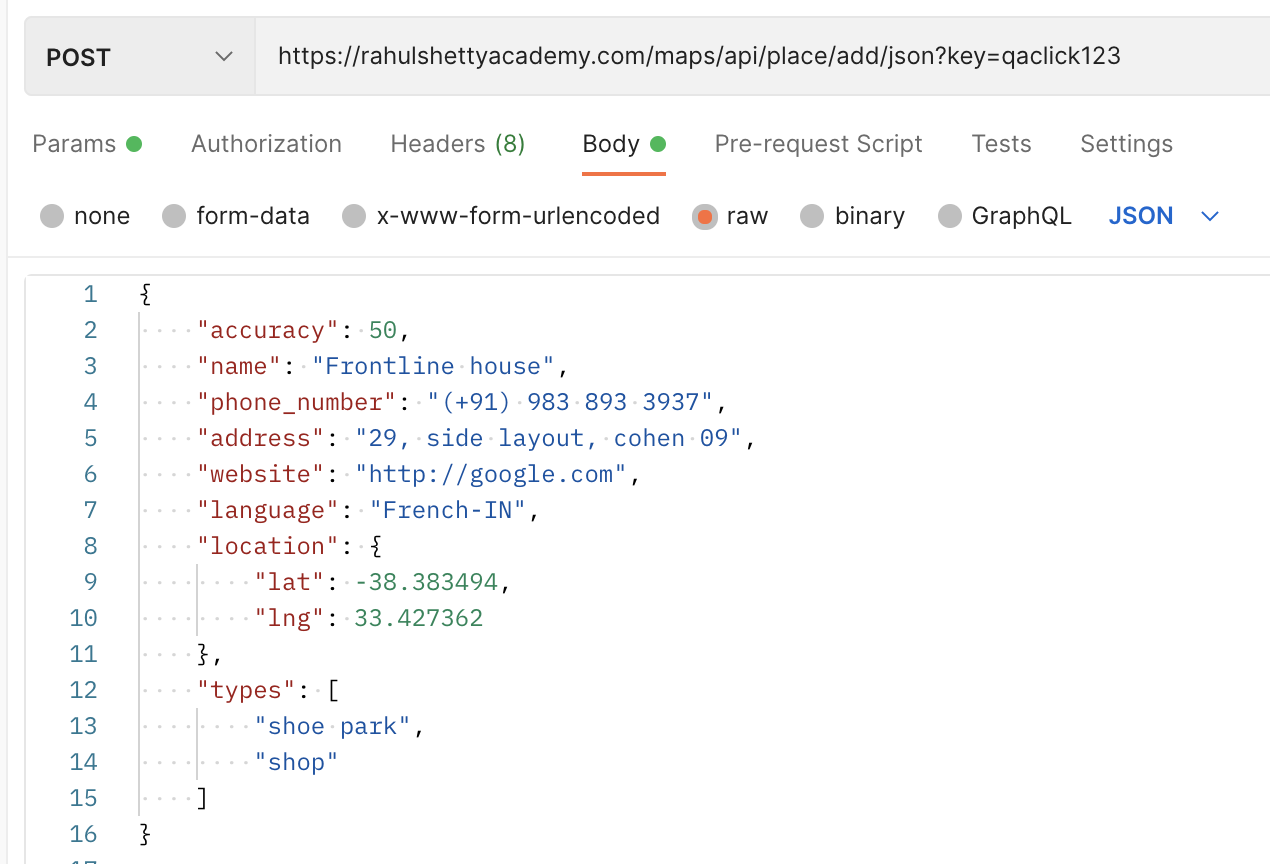 POST https://rahulshettyacademy.com/maps/api/place/add/json?key=qaclick123
Params Authorization Headers (8) Body Pre-request Script Tests Settings
none form-data x-www-form-urlencoded raw binary GraphQL JSON
1 {
2 "accuracy": 50,
3 "name": "Frontline house",
4 "phone_number": "(+91) 983 893 3937",
5 "address": "29, side layout, cohen 09",
6 "website": "http://google.com",
7 "language": "French-IN",
8 "location": {
9 "lat": -38.383494,
10 "lng": 33.427362
11 },
12 "types": [
13 "shoe park",
14 "shop"
15 ]
16 }
17